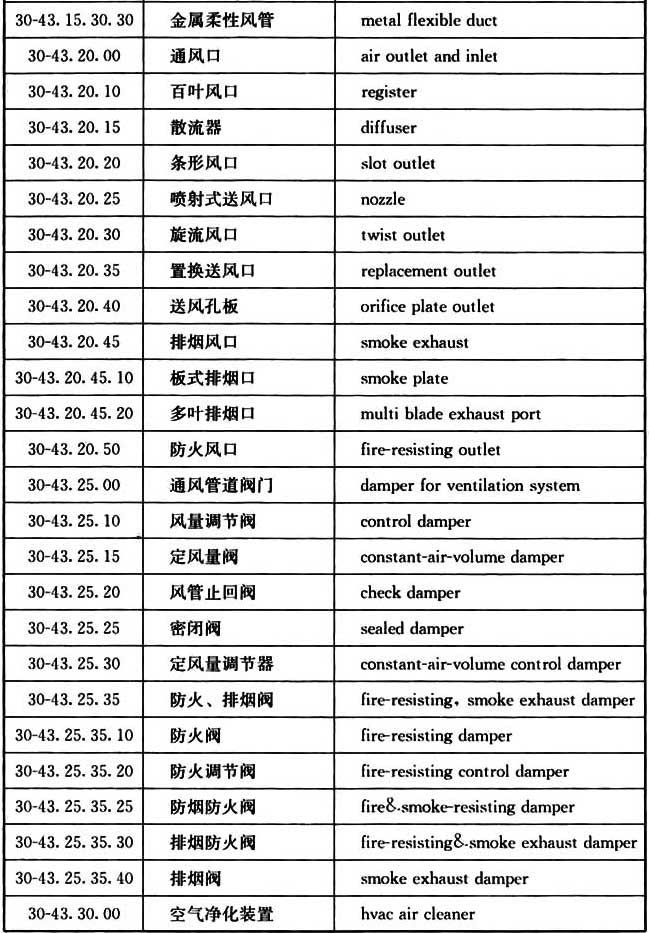 30-43. 15. 30. 30 金属柔性风管 metal flexible duct
30-43. 20. 00 通风口 air outlet and inlet
30-43. 20. 10 百叶风口 register
30-43. 20. 15 散流器 diffuser
30-43. 20. 20 条形风口 slot outlet
30-43. 20. 25 喷射式送风口 nozzle
30-43. 20. 30 旋流风口 twist outlet
30-43. 20. 35 置换送风口 replacement outlet
30-43. 20. 40 送风孔板 orifice plate outlet
30-43. 20. 45 排烟风口 smoke exhaust
30-43. 20. 45. 10 板式排烟口 smoke plate
30-43. 20. 45. 20 多叶排烟口 multi blade exhaust port
30-43. 20. 50 防火风口 fire-resisting outlet
30-43. 25. 00 通风管道阀门 damper for ventilation system
30-43. 25. 10 风量调节阀 control damper
30-43. 25. 15 定风量阀 constant-air-volume damper
30-43. 25. 20 风管止回阀 check damper
30-43. 25. 25 密闭阀 sealed damper
30-43. 25. 30 定风量调节器 constant-air-volume control damper
30-43. 25. 35 防火、排烟阀 fire-resisting, smoke exhaust damper
30-43. 25. 35. 10 防火阀 fire-resisting damper
30-43. 25. 35. 20 防火调节阀 fire-resisting control damper
30-43. 25. 35. 25 防烟防火阀 fire&.smoke-resisting damper
30-43. 25. 35. 30 排烟防火阀 fire-resisting&.smoke exhaust damper
30-43. 25. 35. 40 排烟阀 smoke exhaust damper
30-43. 30. 00 空气净化装置 hvac air cleaner